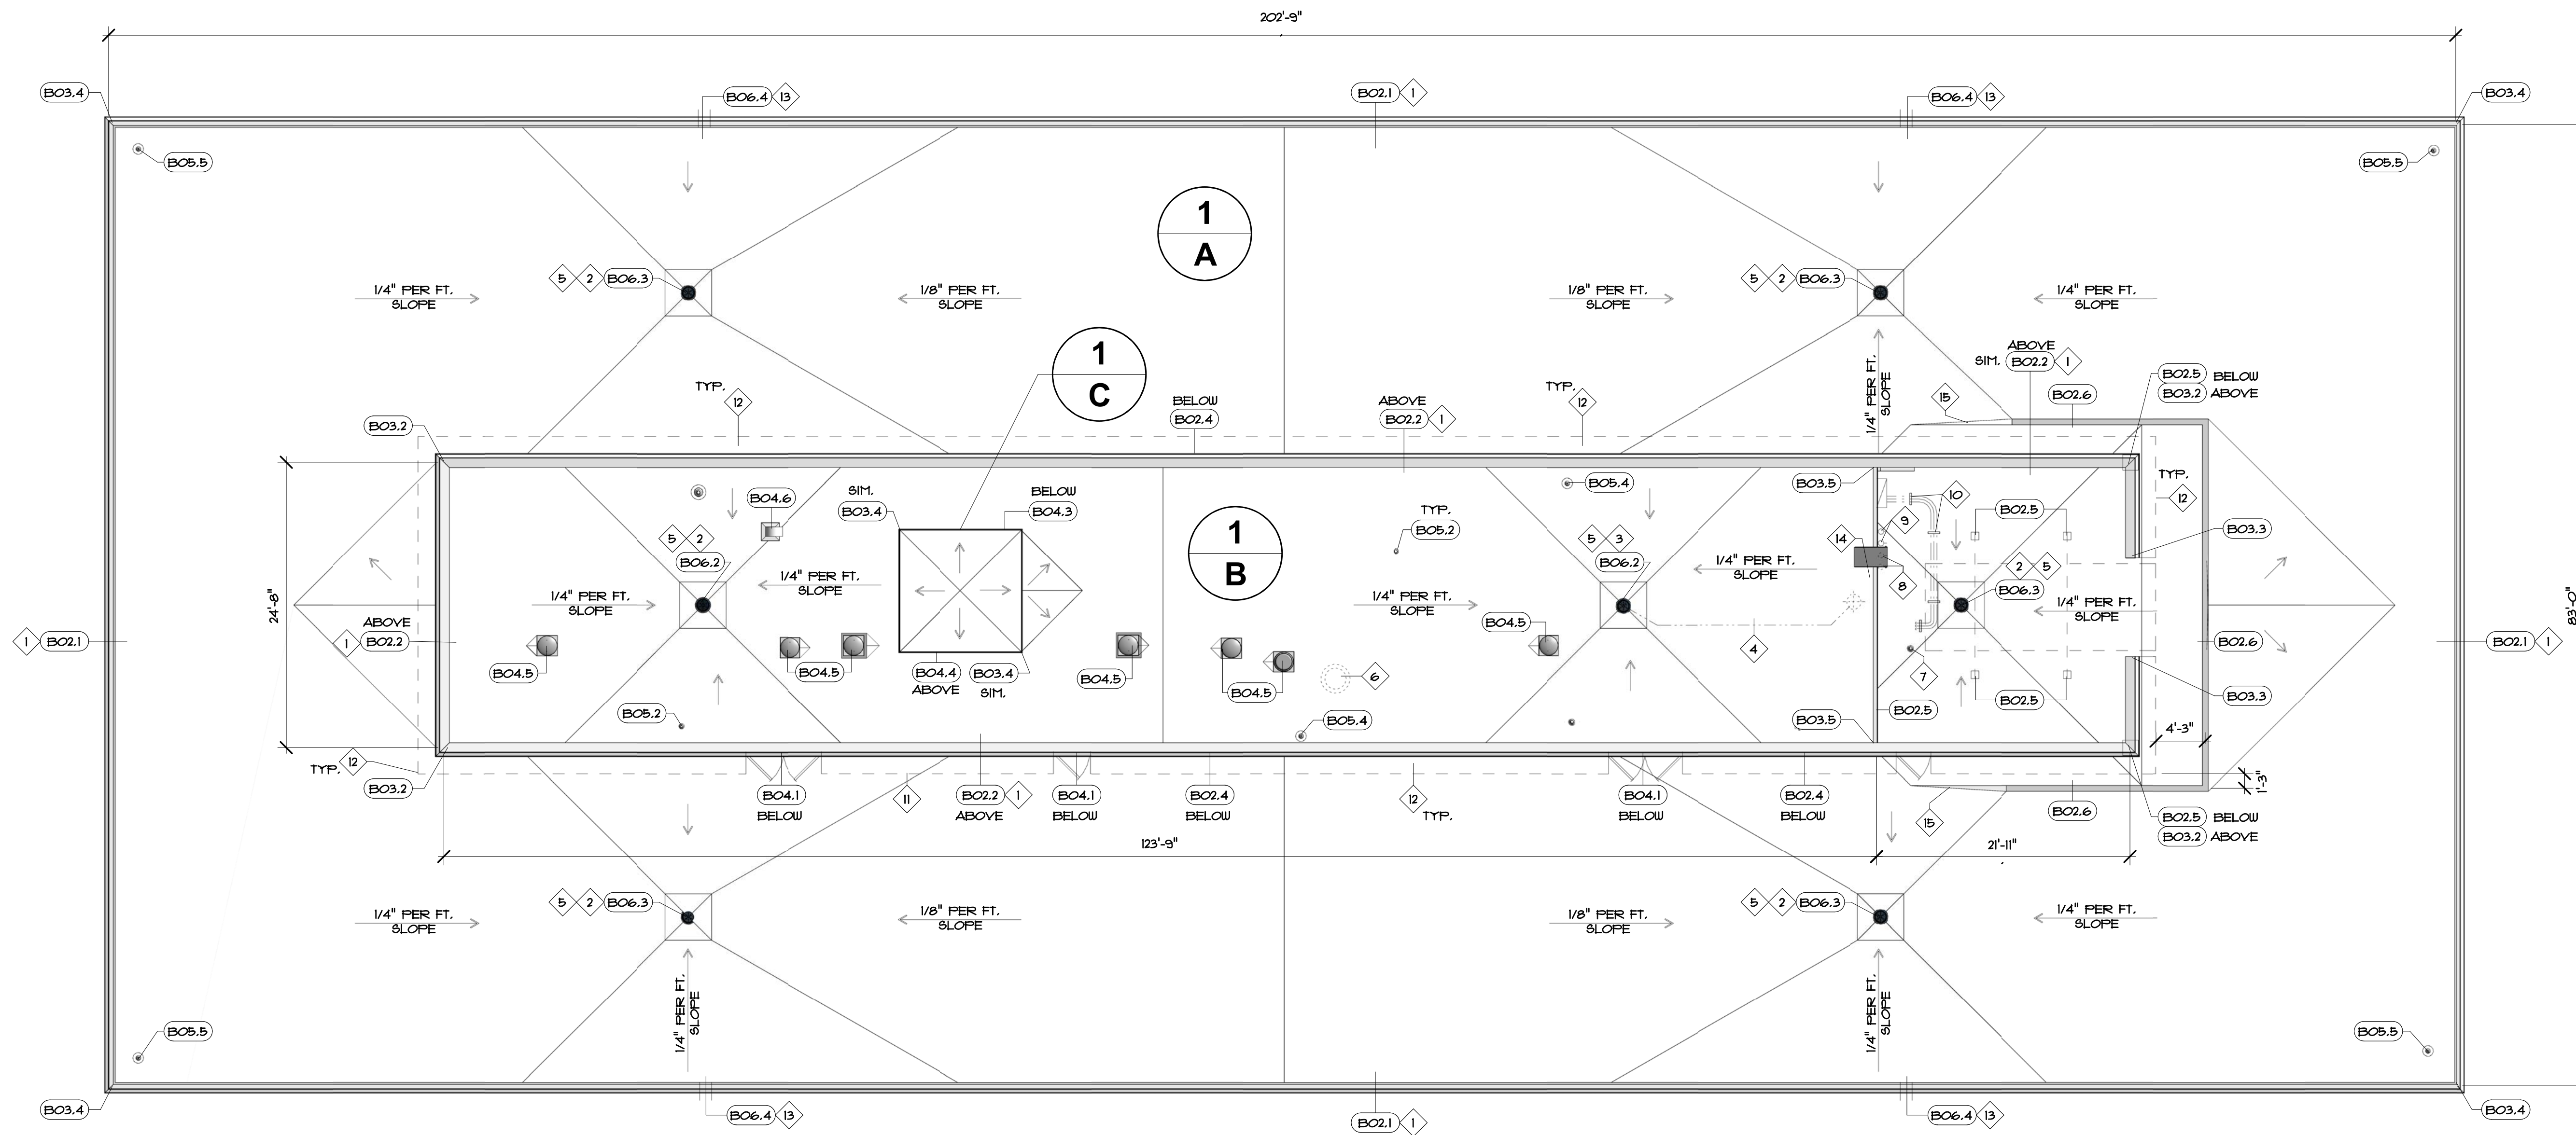 202'-9"
B03.4
B06.4 13
B02.1 1
B06.4 13
B03.4
B05.5
B05.5
1
A
5 2 B06.3
5 2 B06.3
1/4" PER FT.
SLOPE
1/8" PER FT.
SLOPE
1/8" PER FT.
SLOPE
1/4" PER FT.
SLOPE
1
C
1/4" PER FT.
SLOPE
ABOVE
SIM. B02.2 1
TYP.
12
BELOW
B02.4
ABOVE
B02.2 1
TYP.
12
15
B02.6
B02.5 BELOW
B03.2 ABOVE
B03.2
TYP.
12
B04.6
SIM.
B03.4
BELOW
B04.3
B05.4
B03.5
10
B02.5
TYP.
B05.2
9
14
B03.3
1
B
5 2
B06.2
5 3
B06.2
8
2 5
B06.3
1/4" PER FT.
SLOPE
1/4" PER FT.
SLOPE
1/4" PER FT.
SLOPE
1/4" PER FT.
SLOPE
1/4" PER FT.
SLOPE
24'-8"
83'-0"
1 B02.1
ABOVE
1 B02.2
B04.5
B04.5
B04.4
ABOVE
B03.4
SIM.
B04.5
B04.5
6
B04.5
4
7
B02.5
B02.6
B03.3
B02.1 1
B05.2
B05.4
B03.5
B02.5
4'-3"
TYP. 12
B03.2
B04.1
BELOW
11
B02.2 1
ABOVE
B04.1
BELOW
B02.4
BELOW
12
TYP.
B04.1
BELOW
B02.4
BELOW
15
B02.6
1'-3"
B02.5 BELOW
B03.2 ABOVE
123'-9"
21'-11"
5 2 B06.3
5 2 B06.3
1/4" PER FT.
SLOPE
1/8" PER FT.
SLOPE
1/8" PER FT.
SLOPE
1/4" PER FT.
SLOPE
1/4" PER FT.
SLOPE
1/4" PER FT.
SLOPE
B05.5
B05.5
B03.4
B06.4 13
B02.1 1
B06.4 13
B03.4